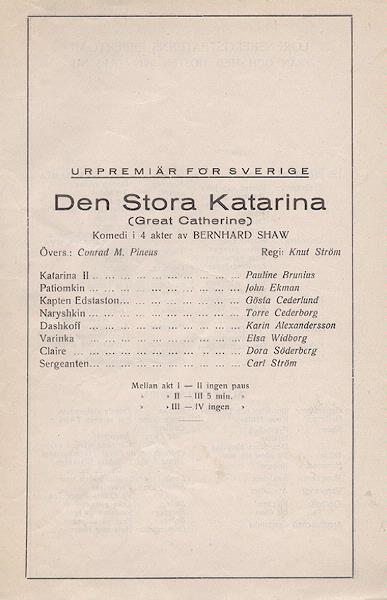 URPREMIÄR FÖR SVERIGE
Den Stora Katarina
(Great Catherine)
Komedi i 4 akter av BERNHARD SHAW
Övers.: Conrad M. Pineus Regi: Knut Ström
Katarina II .. ... ... ... ... ... ... ... ... Pauline Brunius
Patiomkin ... ... ... ... ... ... ... ... ... John Ekman
Kapten Edstaston... ... ... ... ... ... ... Gösta Cederlund
Naryshkin ... ... ... ... ... ... ... ... ... Torre Cederborg
Dashkoff ... ... ... ... ... ... ... ... ... Karin Alexandersson
Varinka ... ... ... ... ... ... ... ... ... Elsa Widborg
Claire .. ... ... ... ... ... ... ... ... ... Dora Söderberg
Sergeanten... ... ... ... ... ... ... ... ... Carl Ström
Mellan akt I — II ingen paus
» » II — III 5 min. »
» » III — IV ingen »